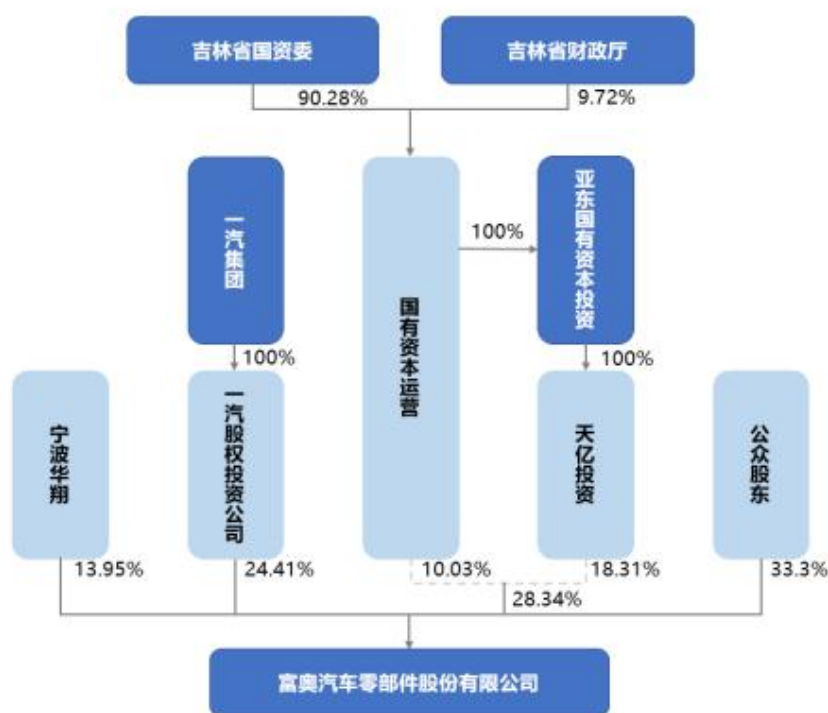 吉林省国资委
吉林省财政厅
90.28%
9.72%
一汽集团
国有资本运营
100%
亚东国有资本投资
100%
100%
宁波华翔
一汽股权投资公司
天亿投资
公众股东
13.95%
24.41%
10.03%
18.31%
33.3%
28.34%
富奥汽车零部件股份有限公司